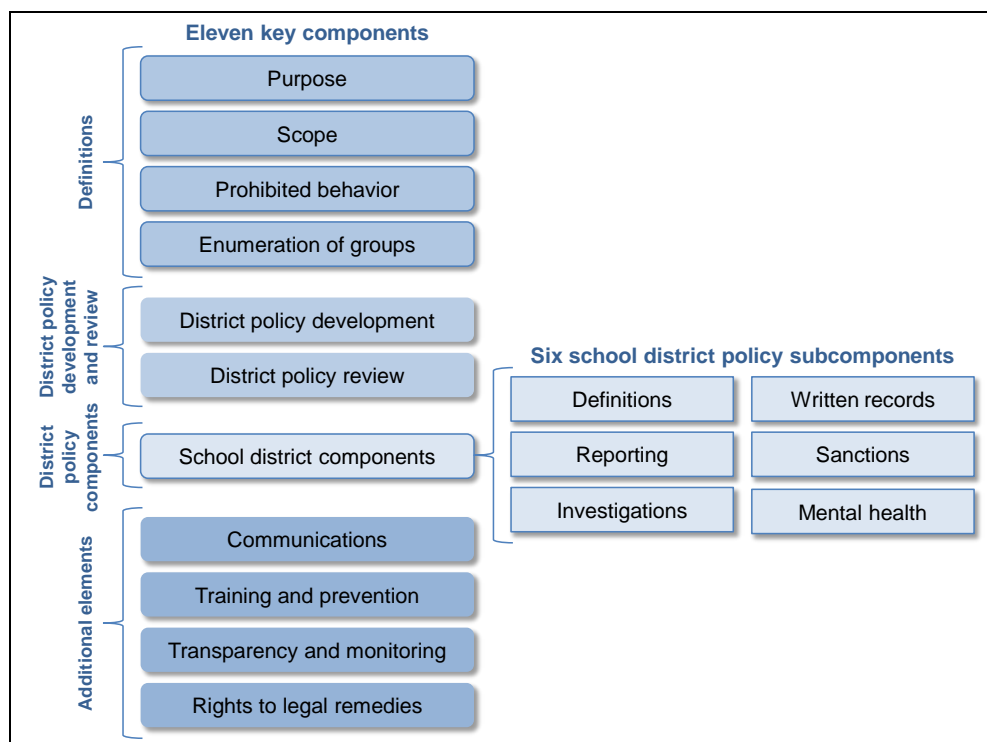 Eleven key components
Definitions
Purpose
Scope
Prohibited behavior
Enumeration of groups
District policy
development
and review
District policy development
District policy review
District
policy
components
School district components
Six school district policy subcomponents
Definitions
Written records
Reporting
Sanctions
Investigations
Mental health
Additional elements
Communications
Training and prevention
Transparency and monitoring
Rights to legal remedies